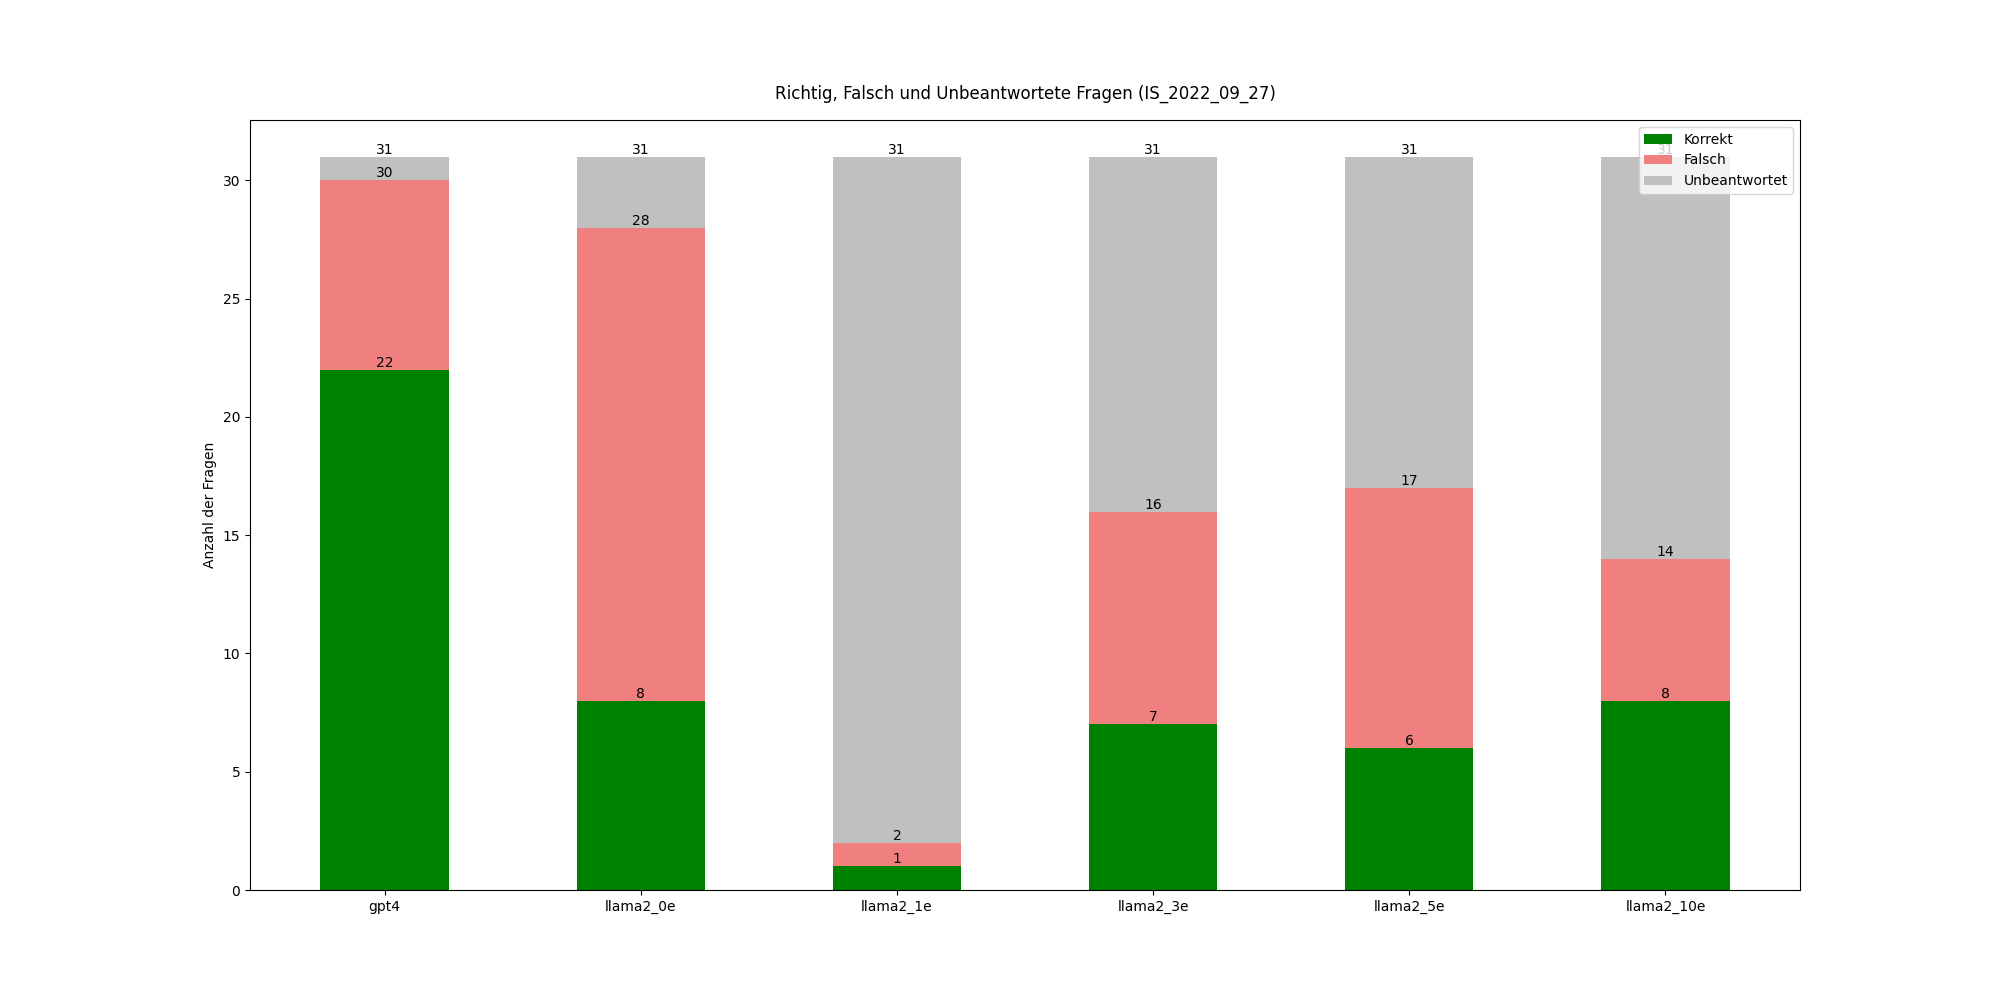 Richtig, Falsch und Unbeantwortete Fragen (IS_2022_09_27)
Korrekt
Falsch
Unbeantwortet
31 31 31 31 31 31
30
28
22
17
16
14
8
8
7
6
2
1
30
25
20
15
10
5
0
Anzahl der Fragen
gpt4 llama2_0e llama2_1e llama2_3e llama2_5e llama2_10e